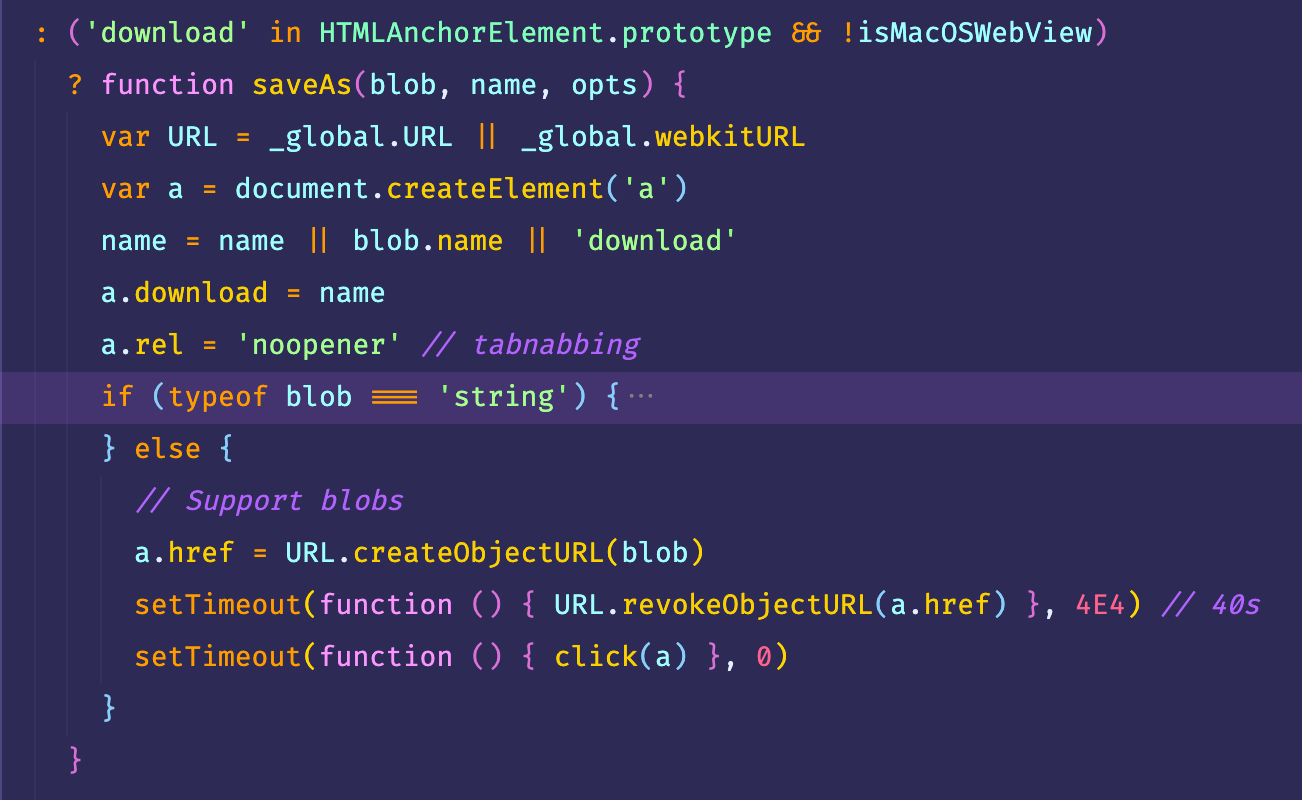 : ('download' in HTMLAnchorElement.prototype && !isMacOSWebView)
? function saveAs(blob, name, opts) {
var URL = _global.URL || _global.webkitURL
var a = document.createElement('a')
name = name || blob.name || 'download'
a.download = name
a.rel = 'noopener' // tabnabbing
if (typeof blob === 'string') {···
} else {
// Support blobs
a.href = URL.createObjectURL(blob)
setTimeout(function () { URL.revokeObjectURL(a.href) }, 4E4) // 40s
setTimeout(function () { click(a) }, 0)
}
}